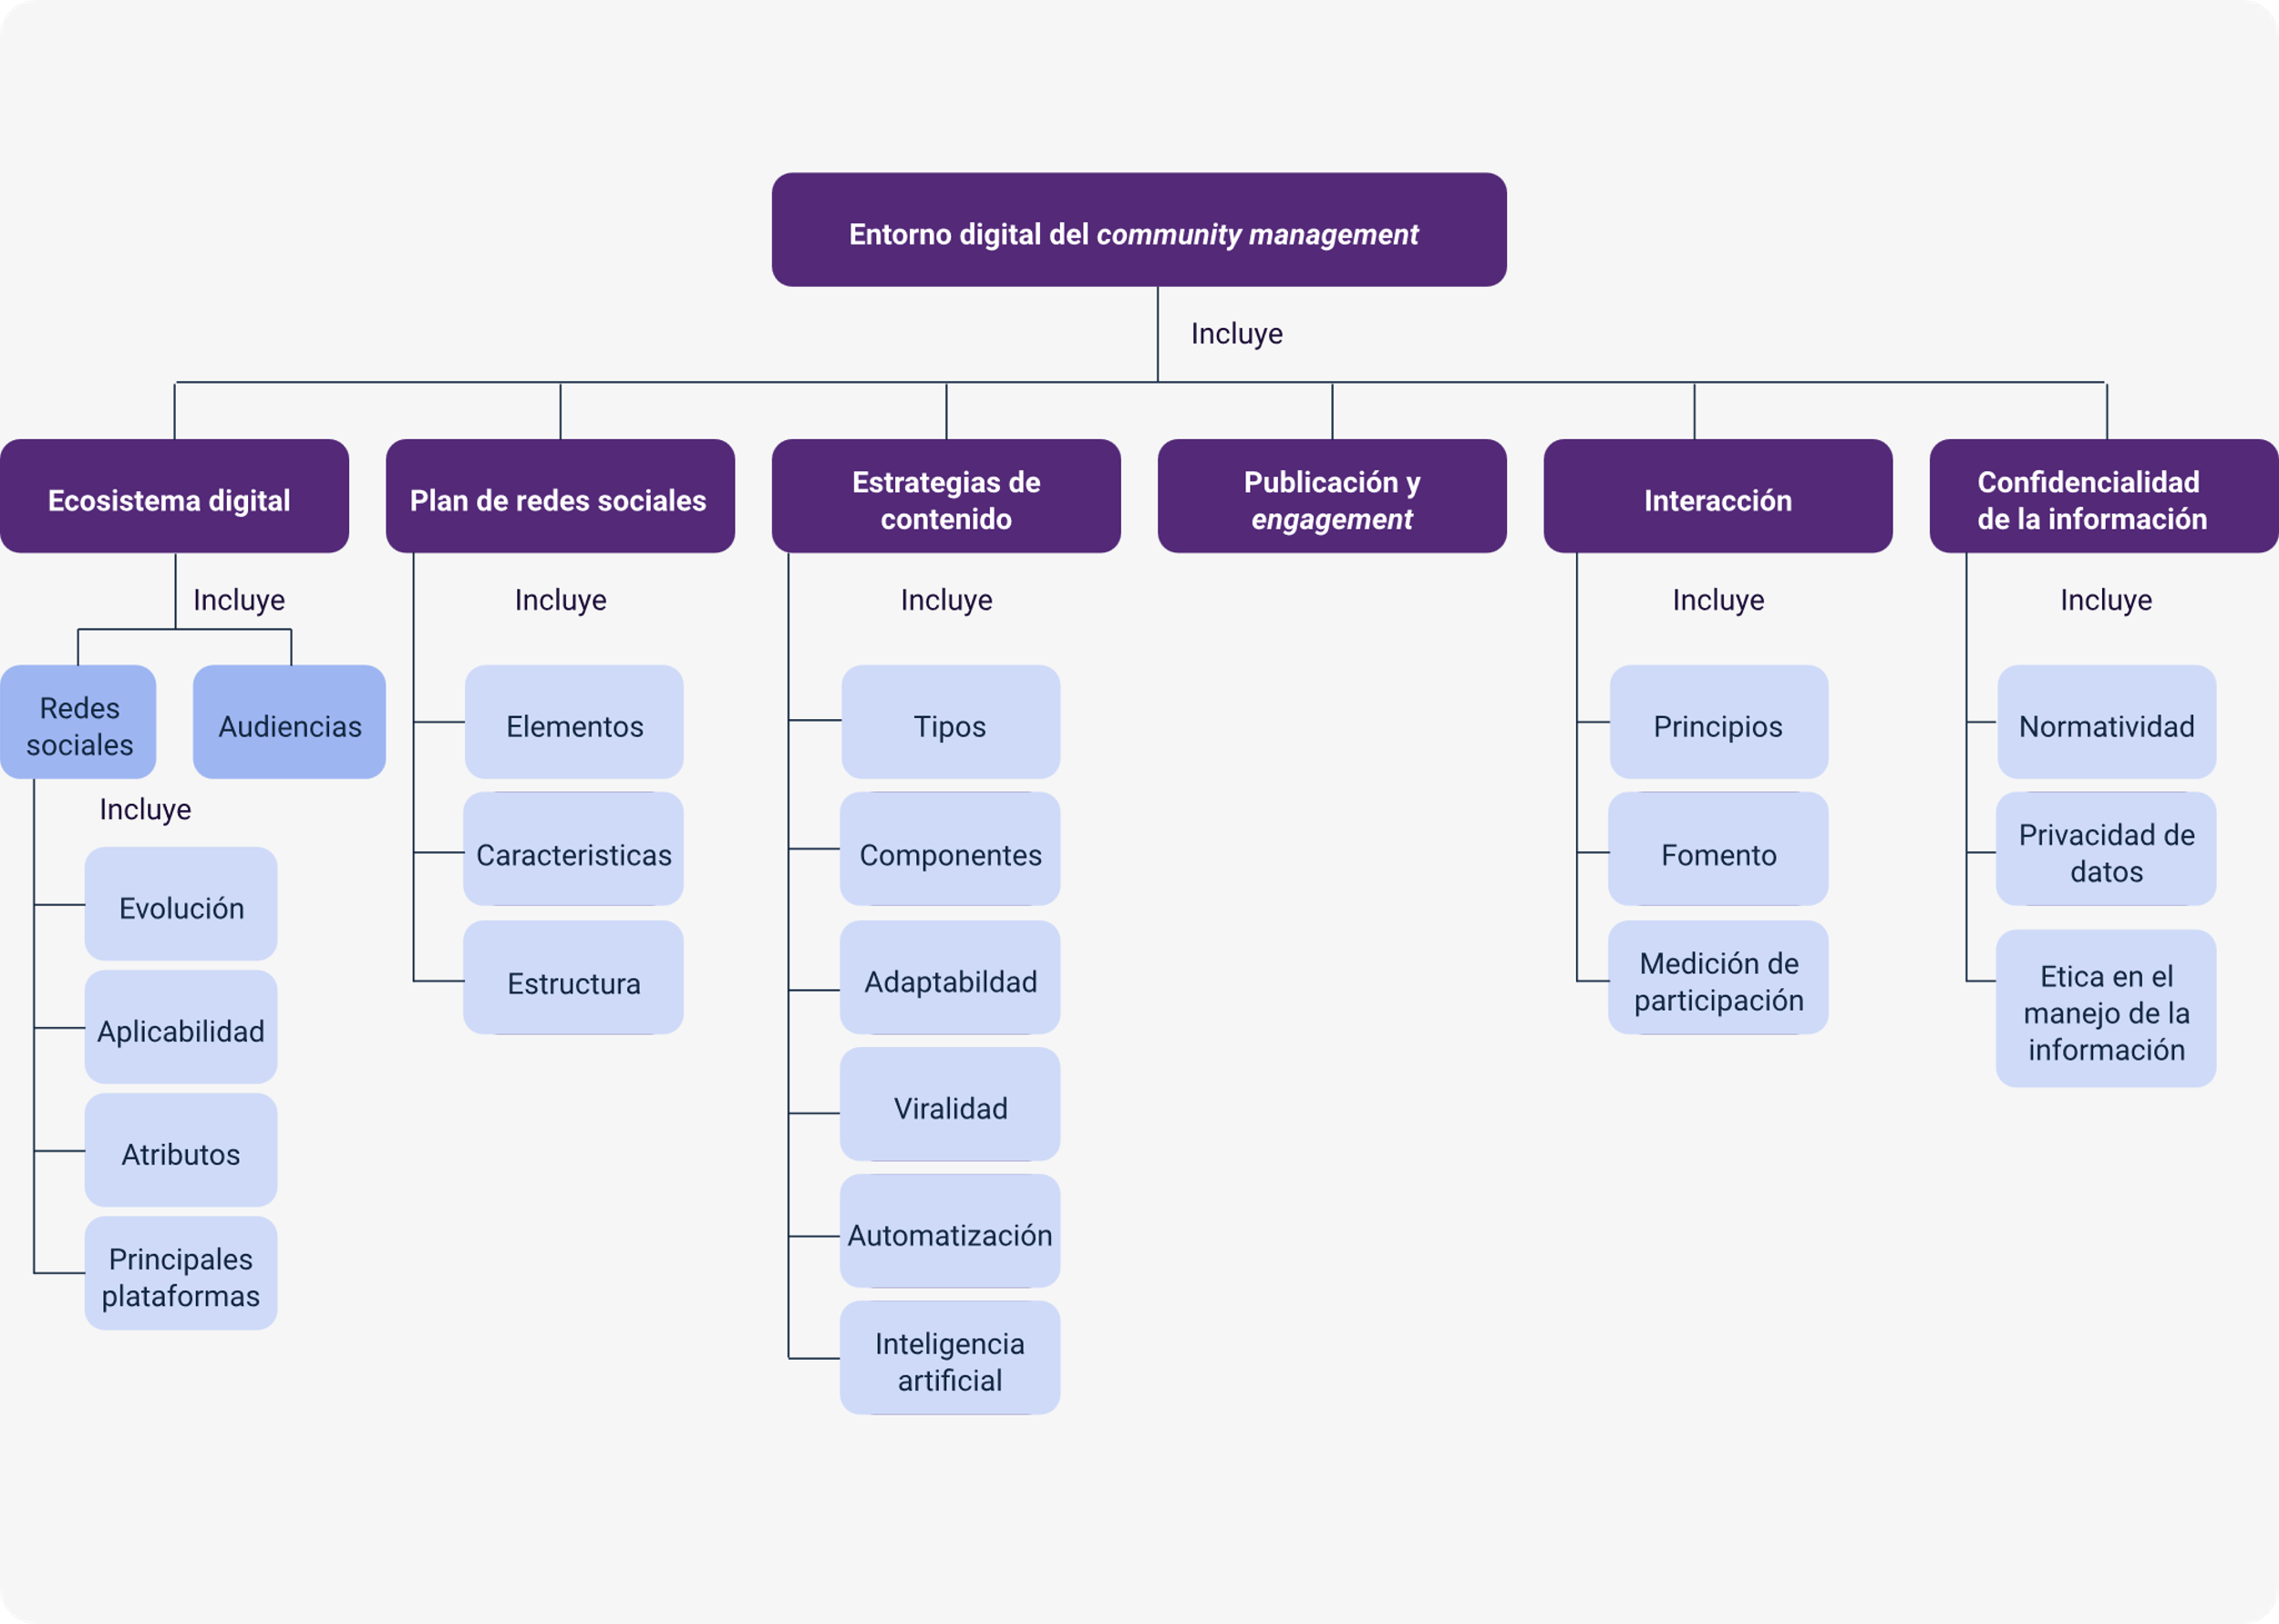 Entorno digital del community management
Incluye
Ecosistema digital
Plan de redes sociales
Estrategias de
contenido
Publicación y
engagement
Interacción
Confidencialidad
de la información
Incluye
Incluye
Incluye
Incluye
Incluye
Redes
sociales
Audiencias
Incluye
Evolución
Aplicabilidad
Atributos
Principales
plataformas
Elementos
Caracteristicas
Estructura
Tipos
Componentes
Adaptabildad
Viralidad
Automatización
Inteligencia
artificial
Principios
Fomento
Medición de
participación
Normatividad
Privacidad de
datos
Etica en el
manejo de la
información